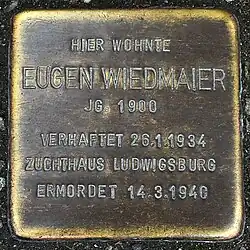 HIER WOHNTE
EUGEN WIEDMAIER
JG. 1900
VERHAFTET 26.1.1934
ZUCHTHAUS LUDWIGSBURG
ERMORDET 14.3.1940